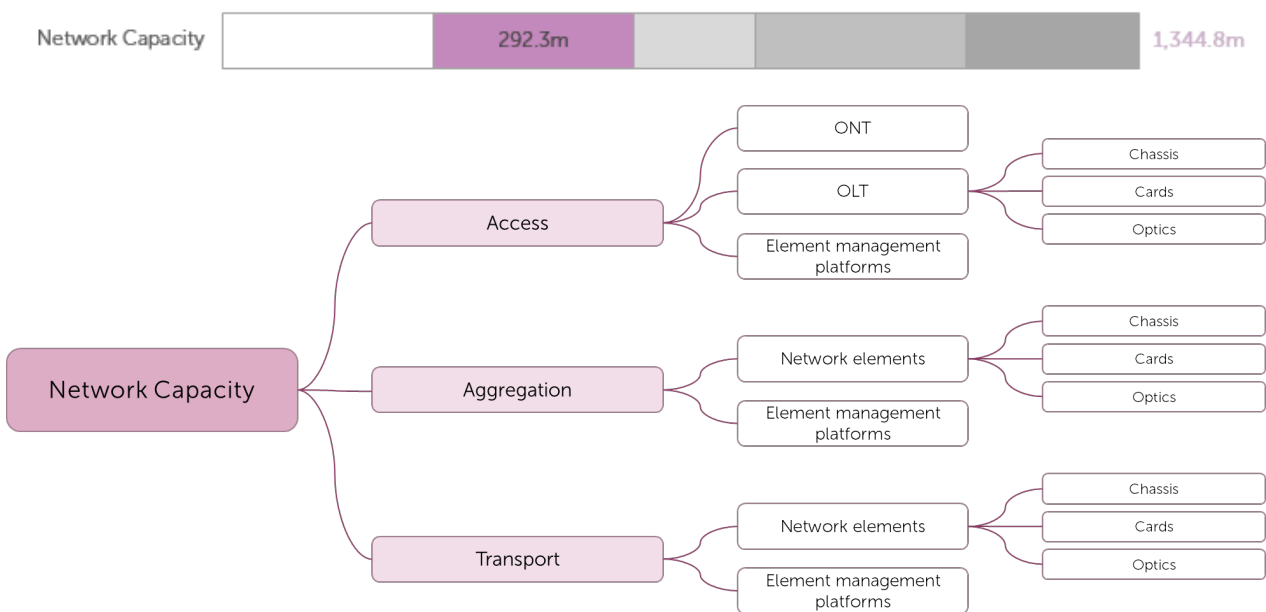 Network Capacity
292.3m
1,344.8m
ONT
Chassis
OLT
Cards
Access
Optics
Element management
platforms
Chassis
Network elements
Cards
Network Capacity
Aggregation
Optics
Element management
platforms
Chassis
Network elements
Cards
Transport
Optics
Element management
platforms